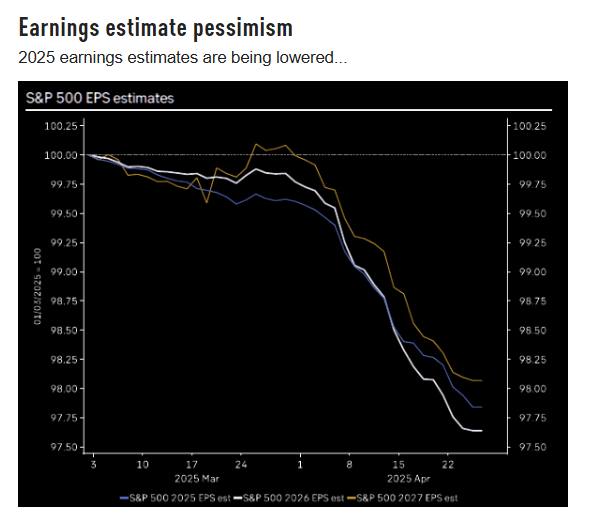 Earnings estimate pessimism
2025 earnings estimates are being lowered...
S&P 500 EPS estimates
100.25 100.25
100.00 100.00
99.75 99.75
99.50 99.50
99.25 99.25
99.00 99.00
98.75 98.75
98.50 98.50
98.25 98.25
98.00 98.00
97.75 97.75
97.50 97.50
01/03/2025 = 100
3 10 17 24 1 8 15 22
2025 Mar 2025 Apr
S&P 500 2025 EPS est S&P 500 2026 EPS est S&P 500 2027 EPS est